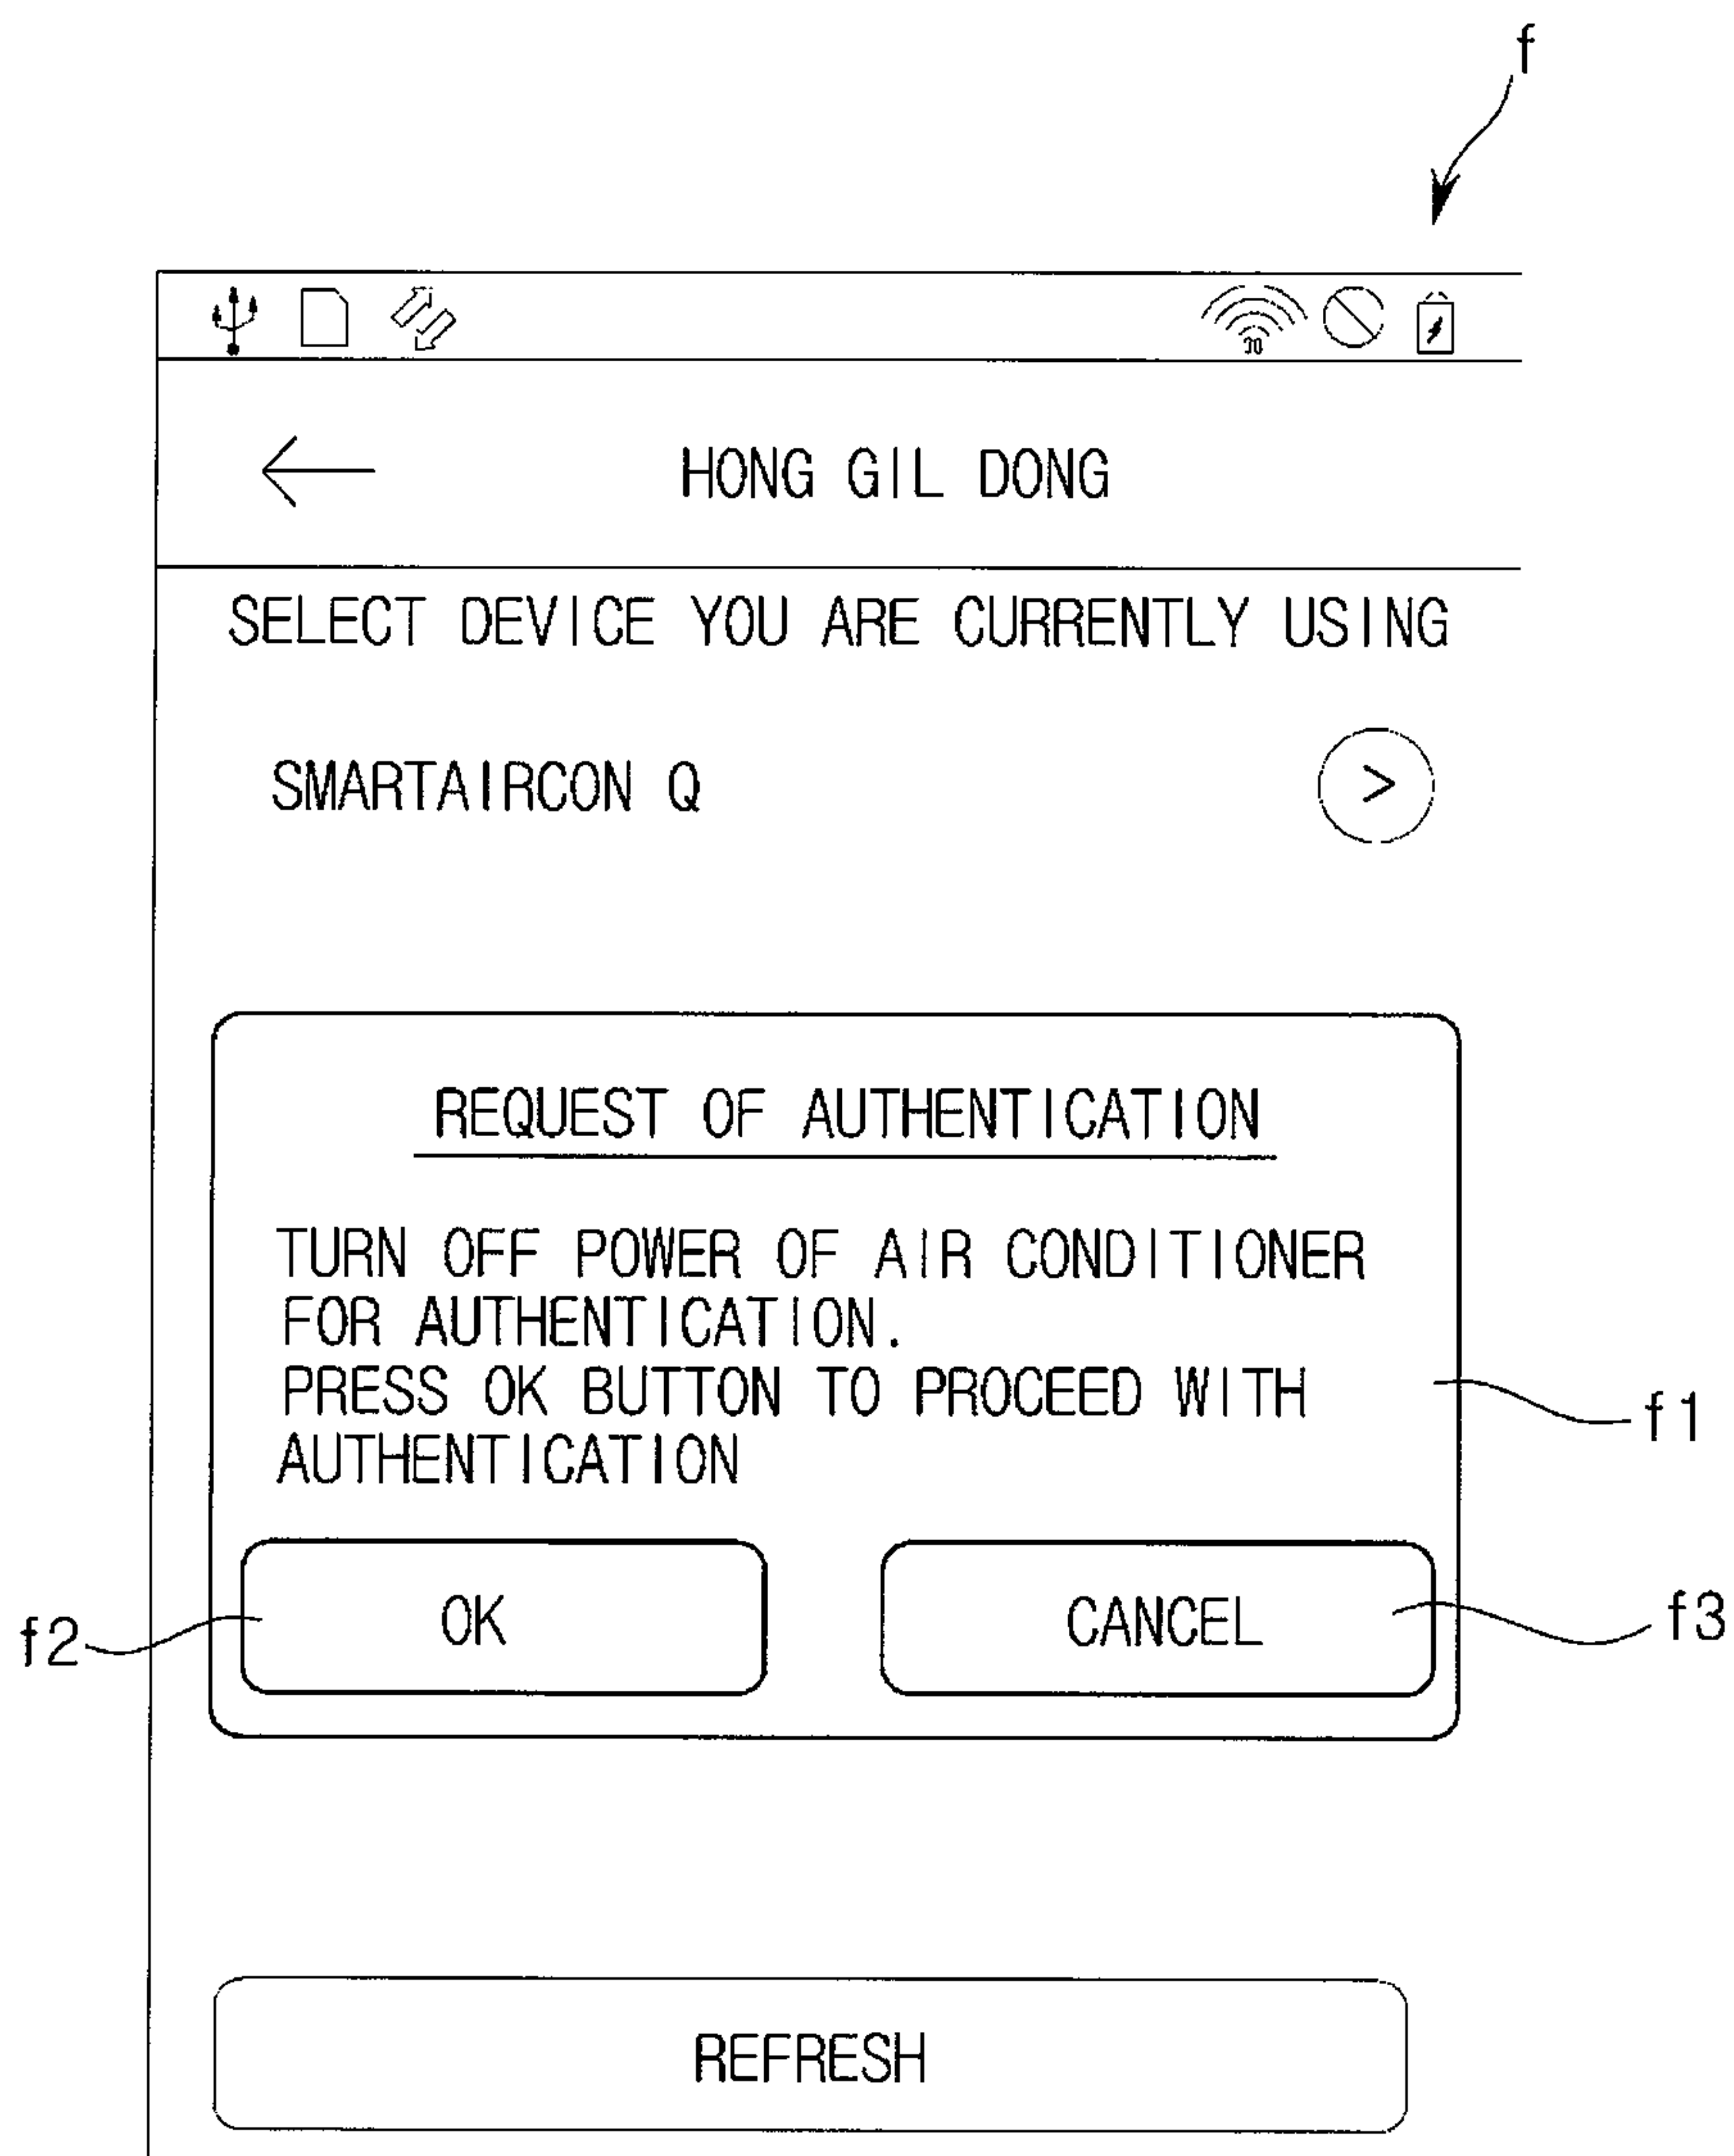 f
HONG GIL DONG
SELECT DEVICE YOU ARE CURRENTLY USING
SMARTAIRCON Q
>
REQUEST OF AUTHENTICATION
TURN OFF POWER OF AIR CONDITIONER
FOR AUTHENTICATION.
PRESS OK BUTTON TO PROCEED WITH
AUTHENTICATION
f1
f2
OK
CANCEL
f3
REFRESH